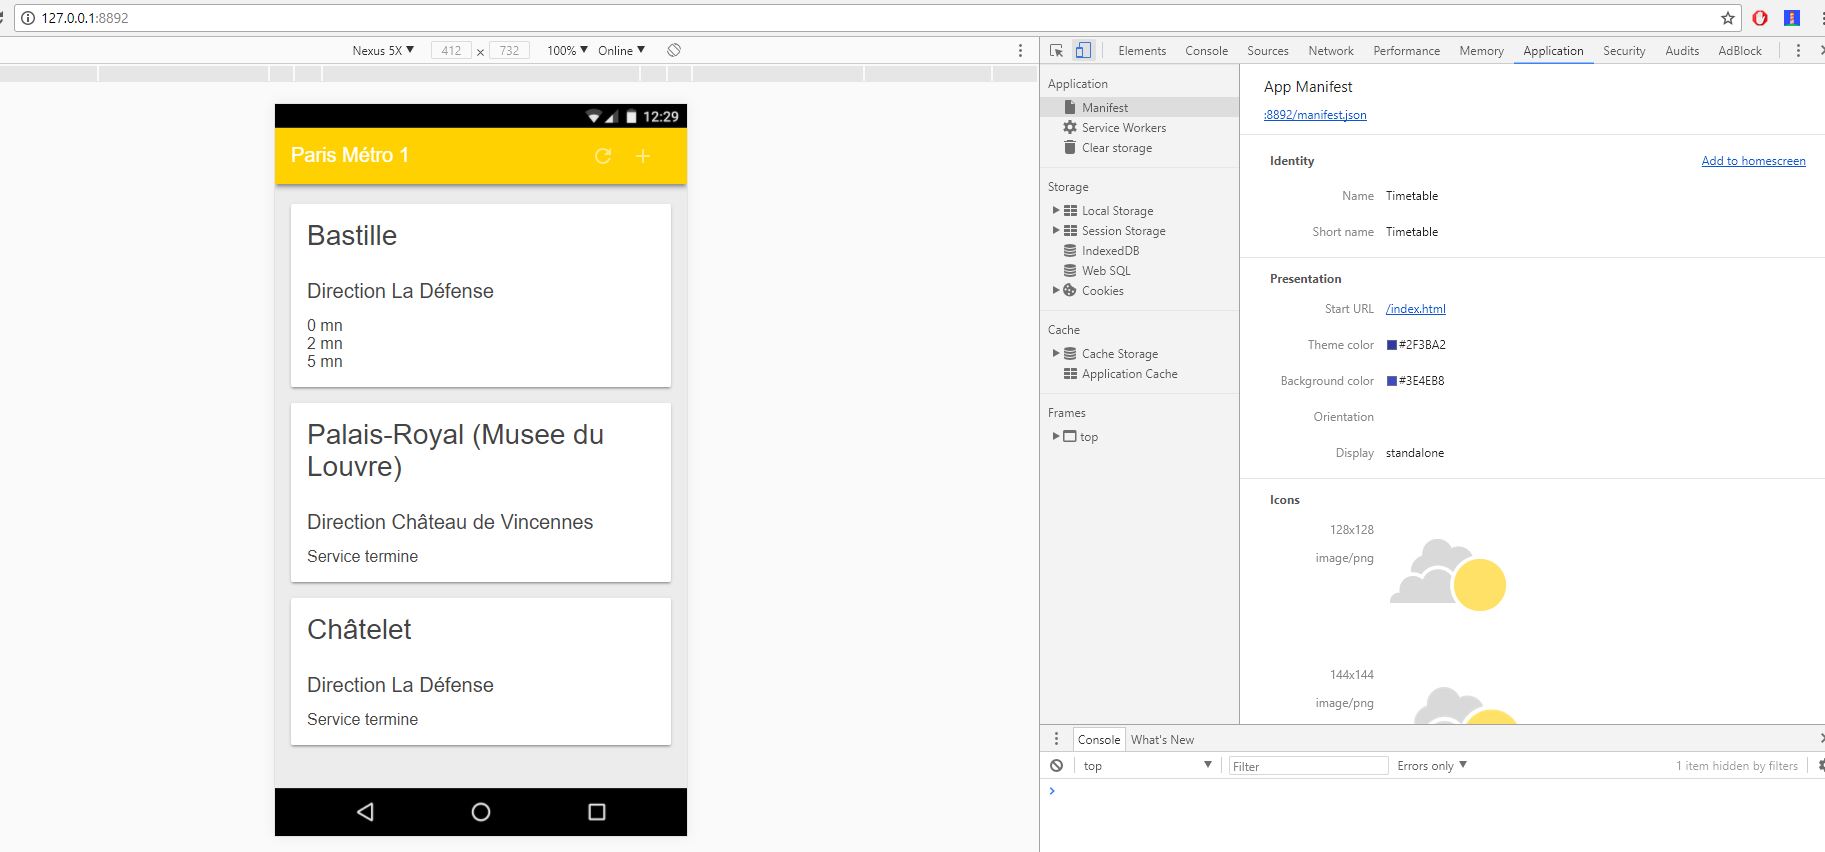 127.0.0.1:8892
Nexus 5X 412 × 732 100% Online
Elements Console Sources Network Performance Memory Application Security Audits AdBlock
12:29
Paris Métro 1
Bastille
Direction La Défense
0 mn
2 mn
5 mn
Palais-Royal (Musee du
Louvre)
Direction Château de Vincennes
Service termine
Châtelet
Direction La Défense
Service termine
Application
Manifest
Service Workers
Clear storage
Storage
Local Storage
Session Storage
IndexedDB
Web SQL
Cookies
Cache
Cache Storage
Application Cache
Frames
top
App Manifest
:8892/manifest.json
Identity Add to homescreen
Name Timetable
Short name Timetable
Presentation
Start URL /index.html
Theme color #2F3BA2
Background color #3E4EB8
Orientation
Display standalone
Icons
128x128
image/png
144x144
image/png
Console What's New
top Filter Errors only 1 item hidden by filters